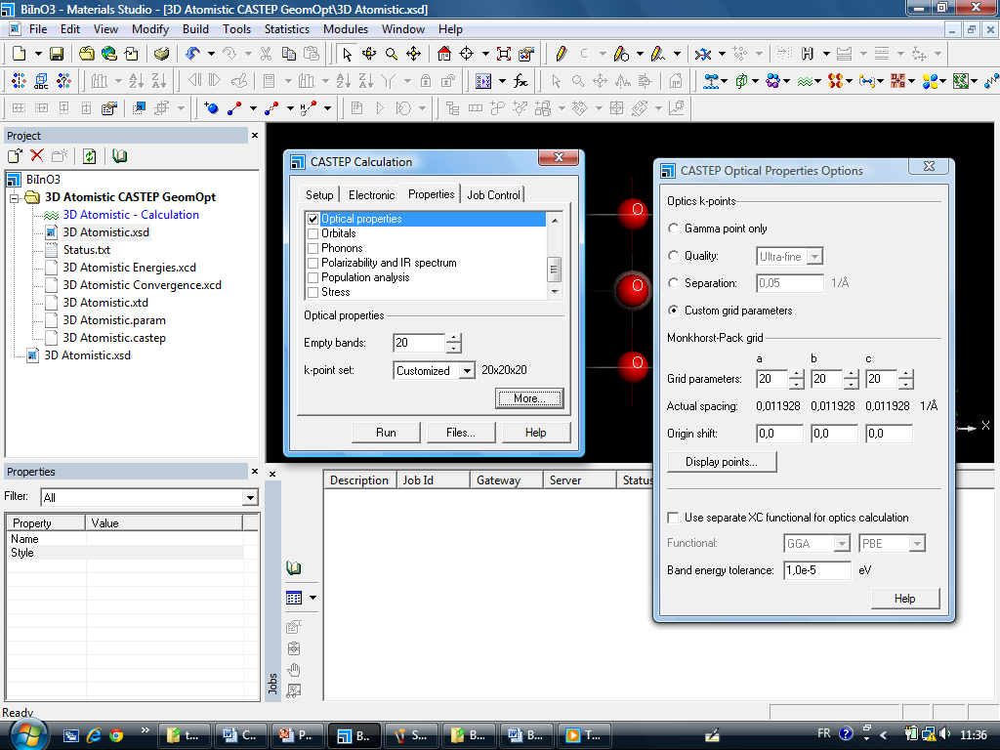 BiInO3 - Materials Studio - [3D Atomistic CASTEP GeomOpt\3D Atomistic.xsd]
File Edit View Modify Build Tools Statistics Modules Window Help
Project
BiInO3
3D Atomistic CASTEP GeomOpt
3D Atomistic - Calculation
3D Atomistic.xsd
Status.txt
3D Atomistic Energies.xcd
3D Atomistic Convergence.xcd
3D Atomistic.xtd
3D Atomistic.param
3D Atomistic.castep
3D Atomistic.xsd
CASTEP Calculation
Setup Electronic Properties Job Control
Optical properties
Orbitals
Phonons
Polarizability and IR spectrum
Population analysis
Stress
Optical properties
Empty bands: 20
k-point set: Customized 20x20x20
More...
Run Files... Help
O
O
O
X
CASTEP Optical Properties Options
Optics k-points
Gamma point only
Quality: Ultra-fine
Separation: 0,05 1/Å
Custom grid parameters
Monkhorst-Pack grid
a b c
Grid parameters: 20 20 20
Actual spacing: 0,011928 0,011928 0,011928 1/Å
Origin shift: 0,0 0,0 0,0
Display points...
Use separate XC functional for optics calculation
Functional: GGA PBE
Band energy tolerance: 1,0e-5 eV
Help
Properties
Filter: All
Property Value
Name
Style
Description Job Id Gateway Server Status
Jobs
Ready
t... C... P... B... S... B... B... T...
FR 11:36